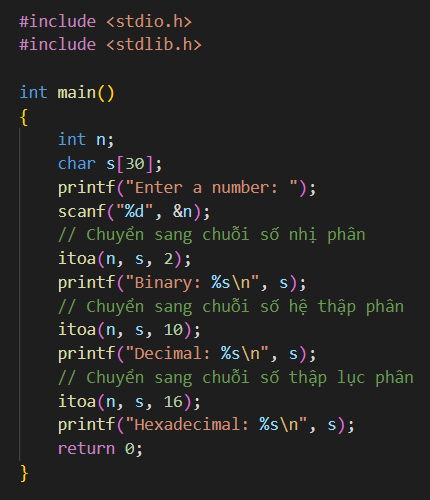 #include <stdio.h>
#include <stdlib.h>
int main()
{
    int n;
    char s[30];
    printf("Enter a number: ");
    scanf("%d", &n);
    // Chuyển sang chuỗi số nhị phân
    itoa(n, s, 2);
    printf("Binary: %s\n", s);
    // Chuyển sang chuỗi số hệ thập phân
    itoa(n, s, 10);
    printf("Decimal: %s\n", s);
    // Chuyển sang chuỗi số thập lục phân
    itoa(n, s, 16);
    printf("Hexadecimal: %s\n", s);
    return 0;
}